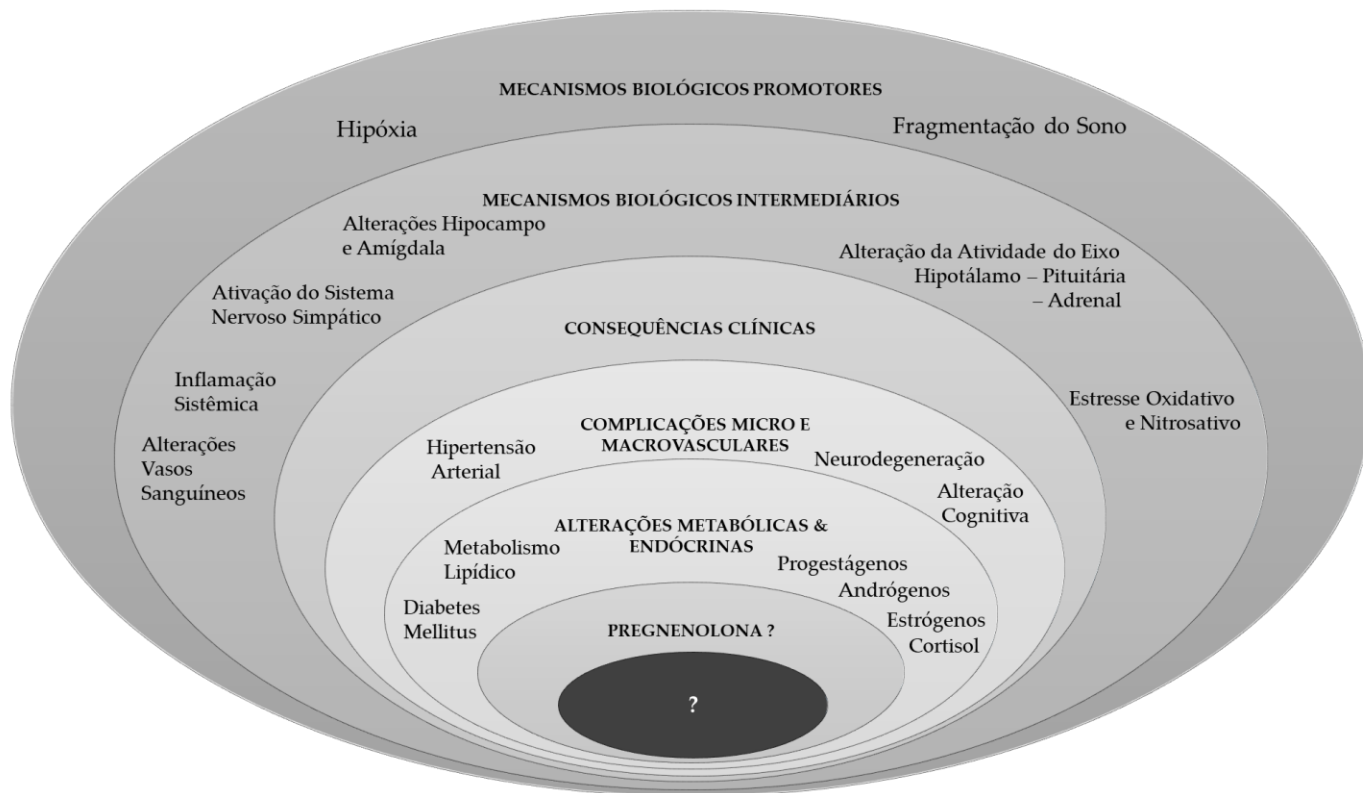 MECANISMOS BIOLÓGICOS PROMOTORES
Hipóxia
Fragmentação do Sono
MECANISMOS BIOLÓGICOS INTERMEDIÁRIOS
Alterações Hipocampo
e Amígdala
Alteração da Atividade do Eixo
Hipotálamo – Pituitária
– Adrenal
Ativação do Sistema
Nervoso Simpático
Inflamação
Sistêmica
Alterações
Vasos
Sanguíneos
Estresse Oxidativo
e Nitrosativo
CONSEQUÊNCIAS CLÍNICAS
COMPLICAÇÕES MICRO E
MACROVASCULARES
Hipertensão
Arterial
Neurodegeneração
Alteração
Cognitiva
ALTERAÇÕES METABÓLICAS &
ENDÓCRINAS
Metabolismo
Lipídico
Diabetes
Mellitus
Progestágenos
Andrógenos
Estrógenos
Cortisol
PREGNENOLONA ?
?